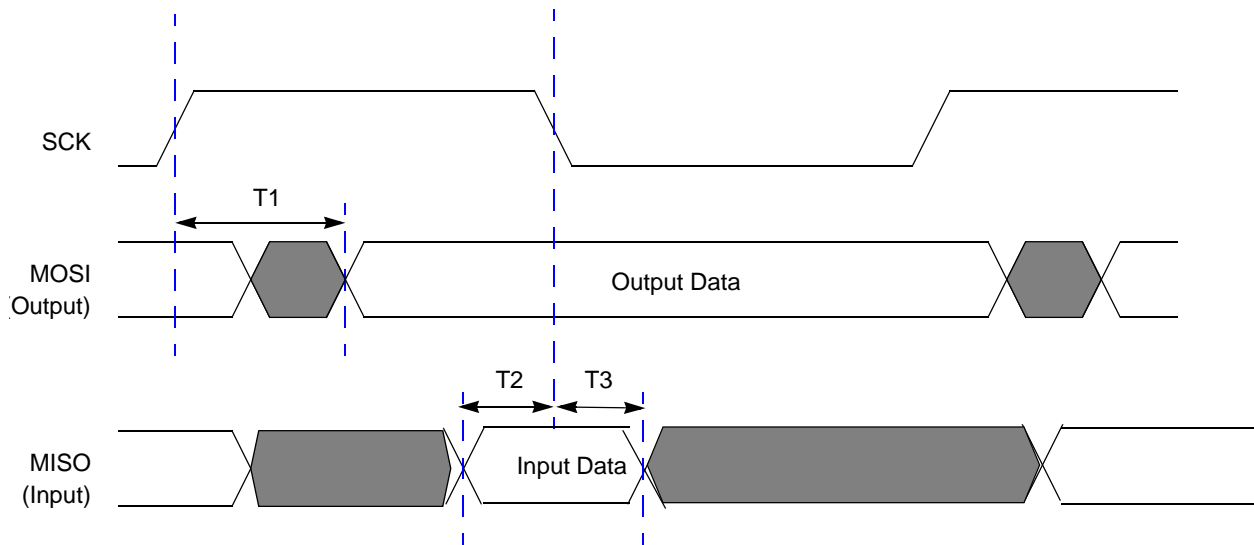 SCK
T1
MOSI
(Output)
Output Data
T2
T3
MISO
(Input)
Input Data